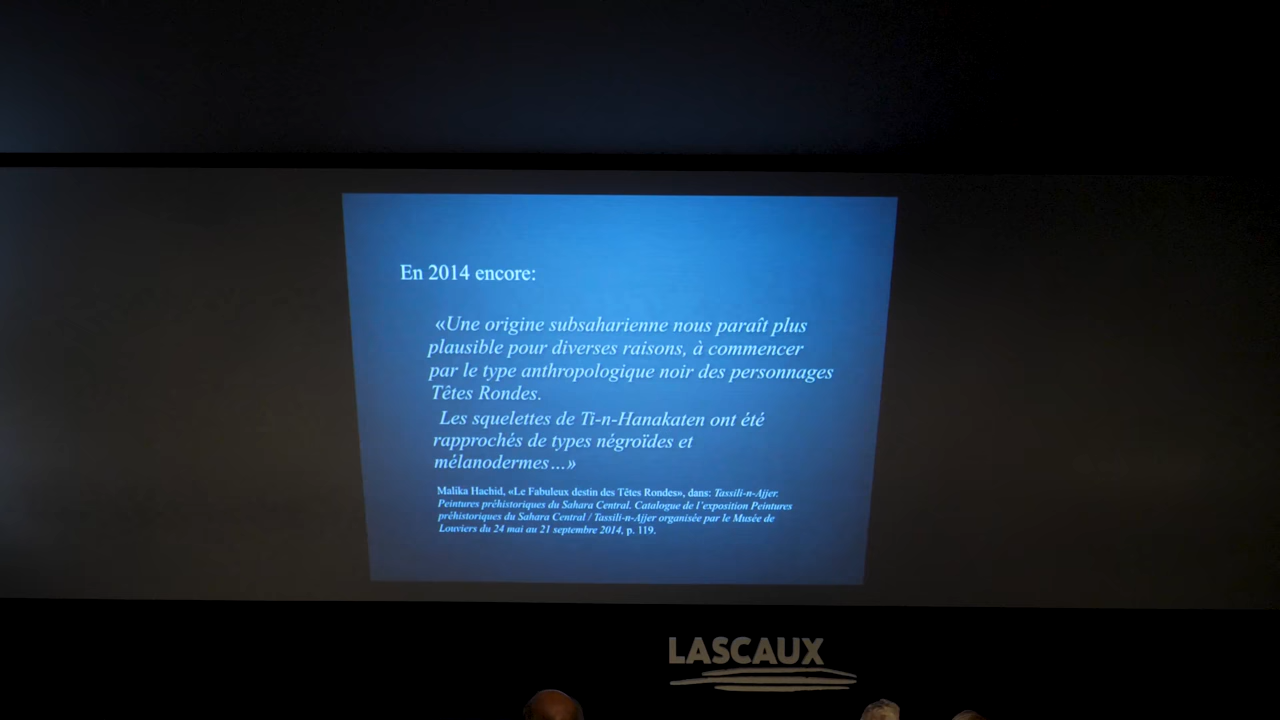 En 2014 encore:
«Une origine subsaharienne nous paraît plus
plausible pour diverses raisons, à commencer
par le type anthropologique noir des personnages
Têtes Rondes.
Les squelettes de Ti-n-Hanakaten ont été
rapprochés de types négroïdes et
mélanodermes...»
Malika Hachid, «Le Fabuleux destin des Têtes Rondes», dans: Tassili-n-Ajjer.
Peintures préhistoriques du Sahara Central. Catalogue de l'exposition Peintures
préhistoriques du Sahara Central / Tassili-n-Ajjer organisée par le Musée de
Louviers du 24 mai au 21 septembre 2014, p. 119.
LASCAUX